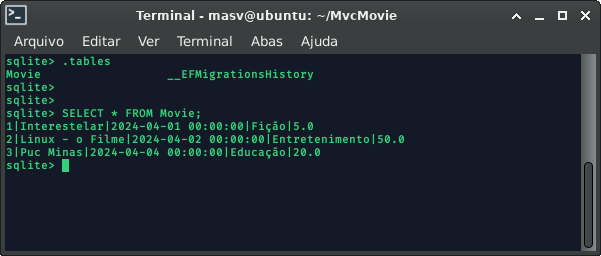 Terminal - masv@ubuntu: ~/MvcMovie
Arquivo Editar Ver Terminal Abas Ajuda
sqlite> .tables
Movie                  __EFMigrationsHistory
sqlite>
sqlite>
sqlite> SELECT * FROM Movie;
1|Interestelar|2024-04-01 00:00:00|Fição|5.0
2|Linux - o Filme|2024-04-02 00:00:00|Entretenimento|50.0
3|Puc Minas|2024-04-04 00:00:00|Educação|20.0
sqlite>